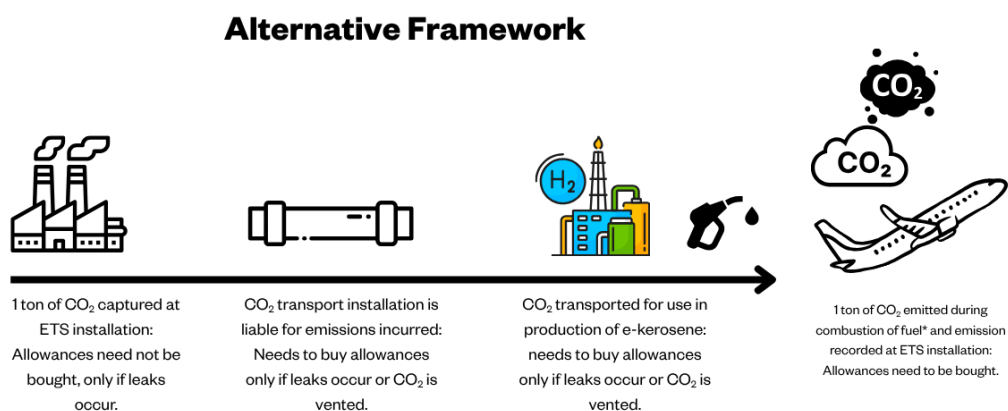 Alternative Framework
CO₂
CO₂
H₂
1 ton of CO₂ captured at
ETS installation:
Allowances need not be
bought, only if leaks
occur.
CO₂ transport installation is
liable for emissions incurred:
Needs to buy allowances
only if leaks occur or CO₂ is
vented.
CO₂ transported for use in
production of e-kerosene:
needs to buy allowances
only if leaks occur or CO₂ is
vented.
1 ton of CO₂ emitted during
combustion of fuel* and emission
recorded at ETS installation:
Allowances need to be bought.